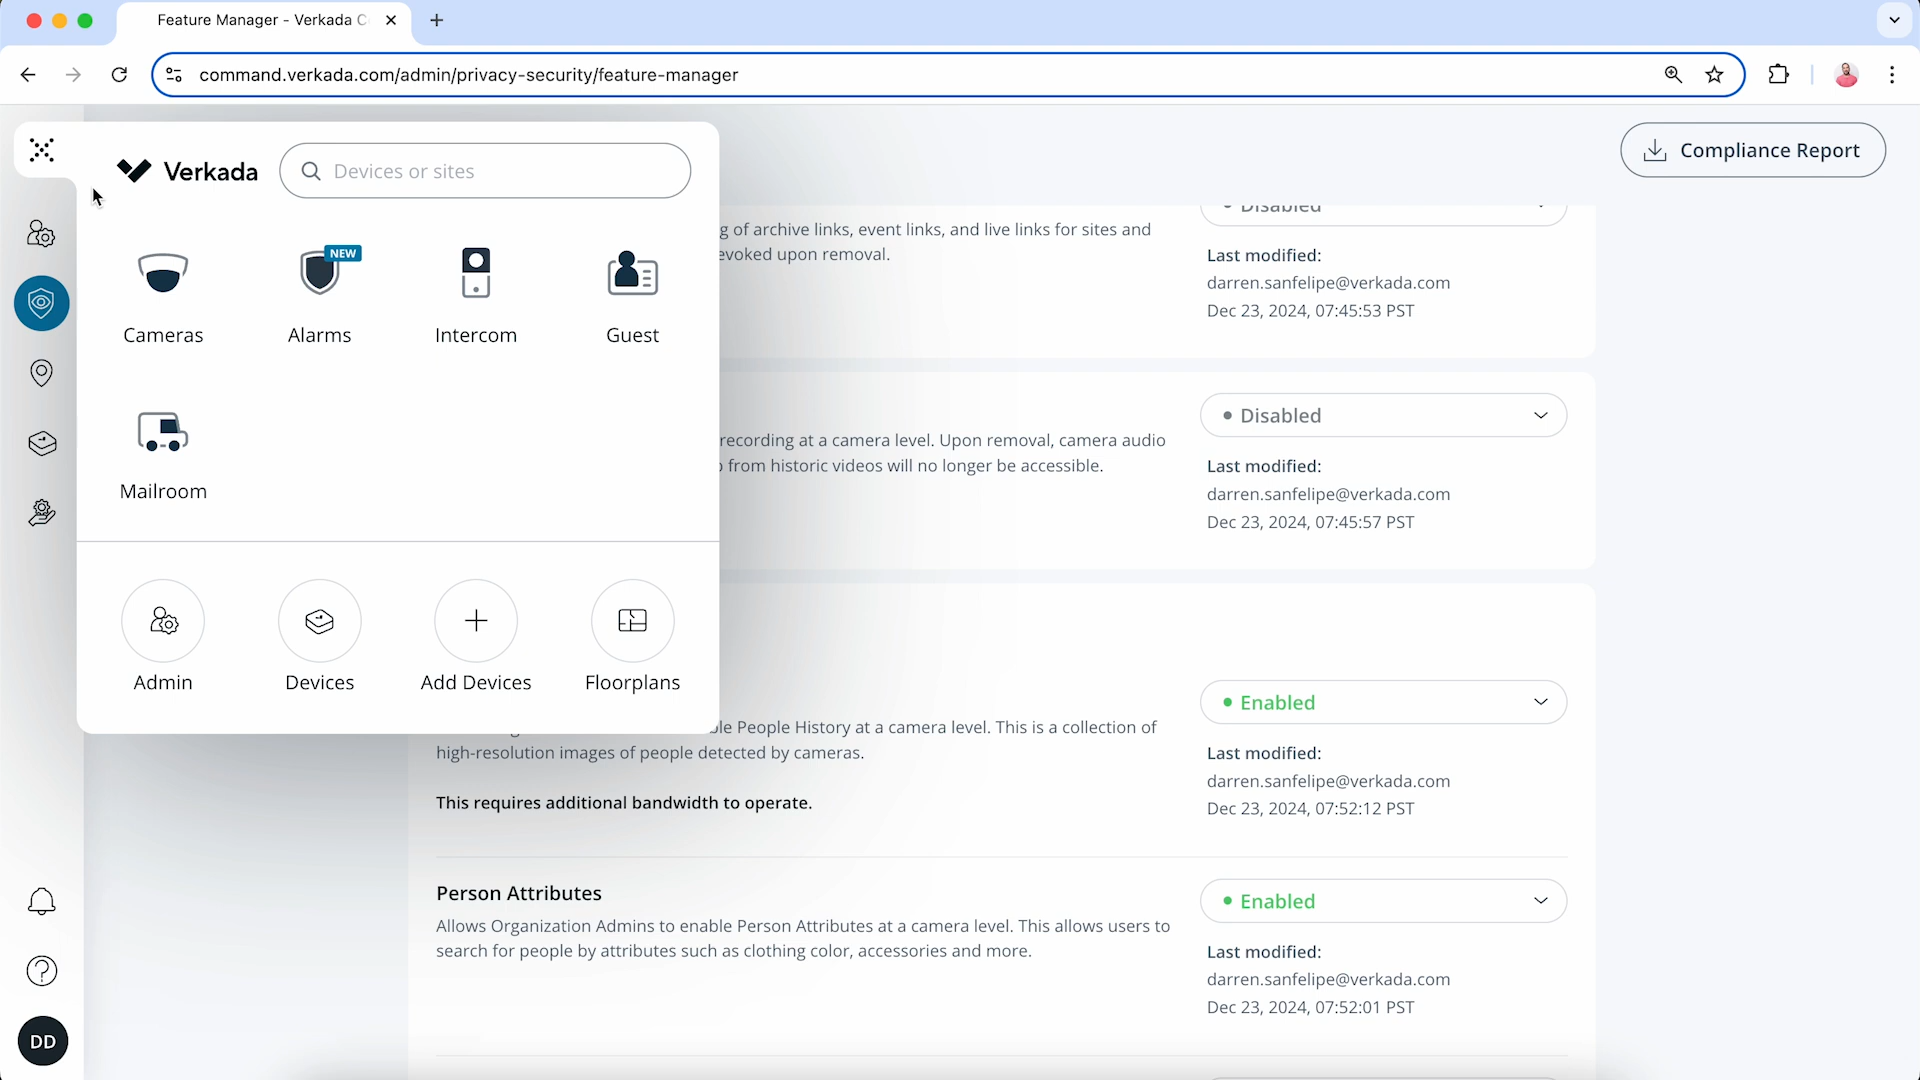 Feature Manager - Verkada C
command.verkada.com/admin/privacy-security/feature-manager
Verkada
Devices or sites
Compliance Report
Cameras
NEW
Alarms
Intercom
Guest
Mailroom
Admin
Devices
Add Devices
Floorplans
Disabled
g of archive links, event links, and live links for sites and
evoked upon removal.
Last modified:
darren.sanfelipe@verkada.com
Dec 23, 2024, 07:45:53 PST
Disabled
recording at a camera level. Upon removal, camera audio
from historic videos will no longer be accessible.
Last modified:
darren.sanfelipe@verkada.com
Dec 23, 2024, 07:45:57 PST
Enabled
le People History at a camera level. This is a collection of
high-resolution images of people detected by cameras.
This requires additional bandwidth to operate.
Last modified:
darren.sanfelipe@verkada.com
Dec 23, 2024, 07:52:12 PST
Person Attributes
Allows Organization Admins to enable Person Attributes at a camera level. This allows users to
search for people by attributes such as clothing color, accessories and more.
Enabled
Last modified:
darren.sanfelipe@verkada.com
Dec 23, 2024, 07:52:01 PST
DD